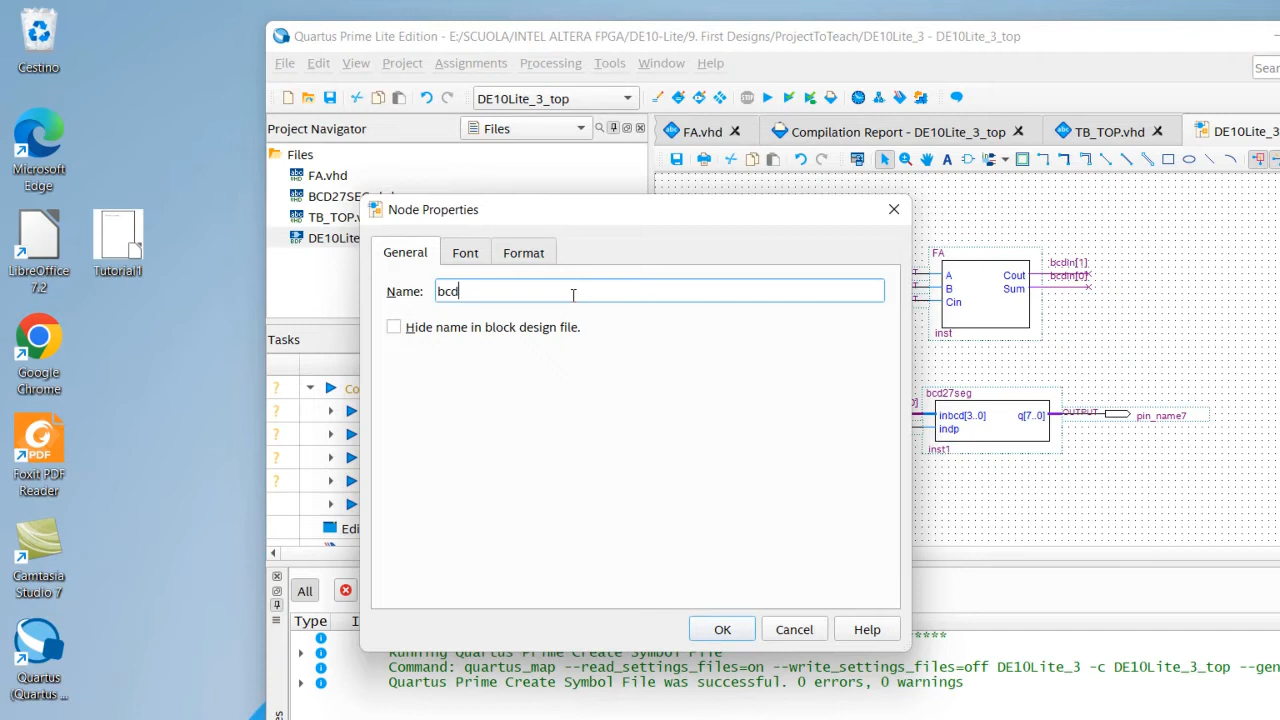 Cestino
Microsoft
Edge
LibreOffice
7.2
Tutorial1
Google
Chrome
Foxit PDF
Reader
PDF
Camtasia
Studio 7
Quartus
(Quartus ...
Quartus Prime Lite Edition - E:/SCUOLA/INTEL ALTERA FPGA/DE10-Lite/9. First Designs/ProjectToTeach/DE10Lite_3 - DE10Lite_3_top
File Edit View Project Assignments Processing Tools Window Help
Sear
DE10Lite_3_top
Project Navigator
Files
FA.vhd
Compilation Report - DE10Lite_3_top
TB_TOP.vhd
DE10Lite_3
Files
FA.vhd
BCD27SEG
TB_TOP.v
DE10Lite
Tasks
Co
Edi
Node Properties
General Font Format
Name: bcd
Hide name in block design file.
OK Cancel Help
FA
A Cout
B Sum
Cin
inst
bcdin[1]
bcdin[0]
bcd27seg
inbcd[3..0] q[7..0]
indp
inst1
OUTPUT
pin_name7
All
Type
Running Quartus Prime Create Symbol File
Command: quartus_map --read_settings_files=on --write_settings_files=off DE10Lite_3 -c DE10Lite_3_top --gen
Quartus Prime Create Symbol File was successful. 0 errors, 0 warnings